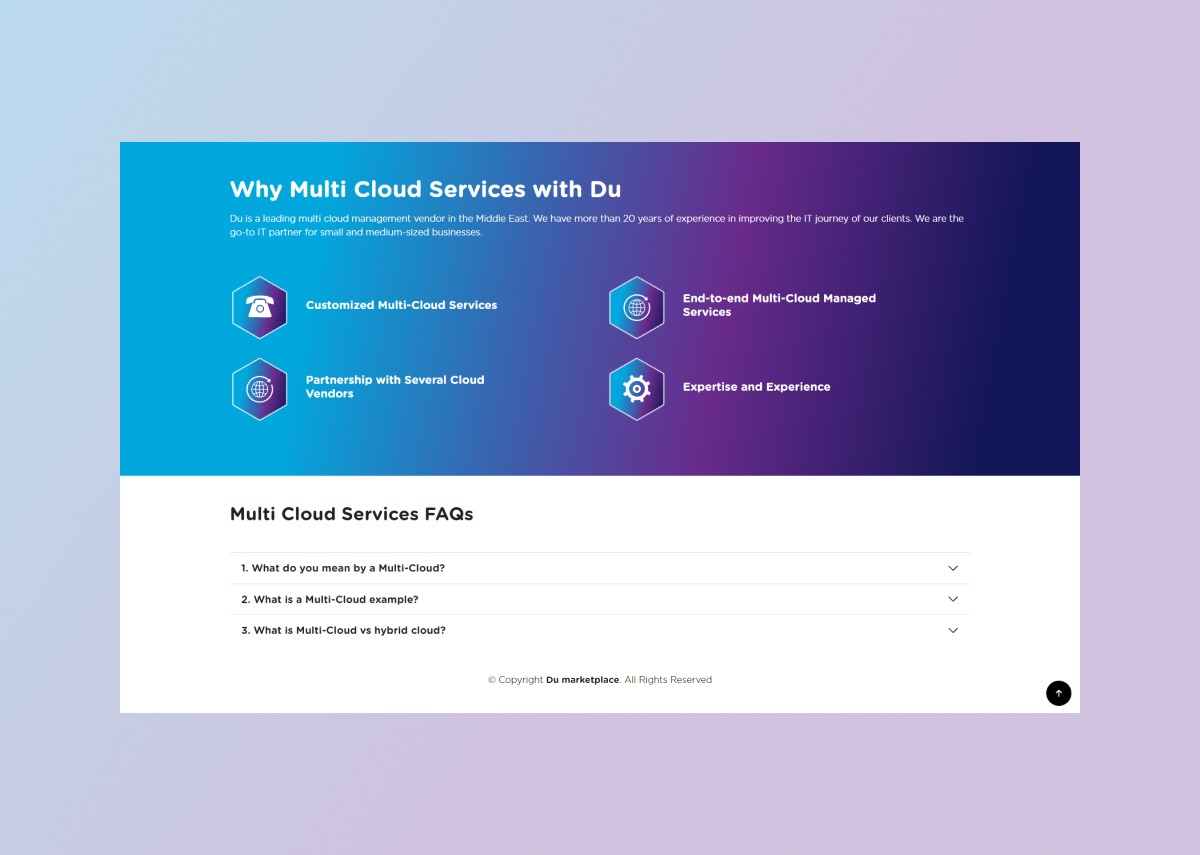 Why Multi Cloud Services with Du
Du is a leading multi cloud management vendor in the Middle East. We have more than 20 years of experience in improving the IT journey of our clients. We are the
go-to IT partner for small and medium-sized businesses.
Customized Multi-Cloud Services
End-to-end Multi-Cloud Managed
Services
Partnership with Several Cloud
Vendors
Expertise and Experience
Multi Cloud Services FAQs
1. What do you mean by a Multi-Cloud?
2. What is a Multi-Cloud example?
3. What is Multi-Cloud vs hybrid cloud?
© Copyright Du marketplace. All Rights Reserved